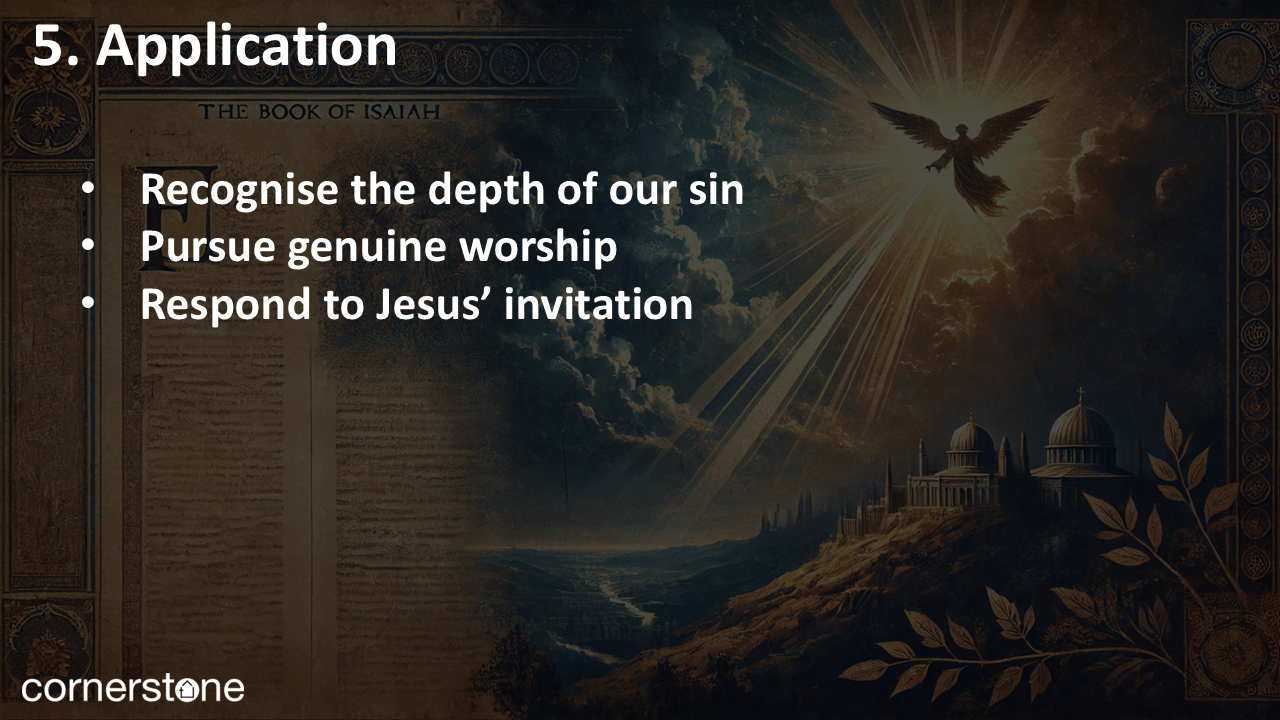 5. Application
THE BOOK OF ISAIAH
• Recognise the depth of our sin
• Pursue genuine worship
• Respond to Jesus’ invitation
cornerstone